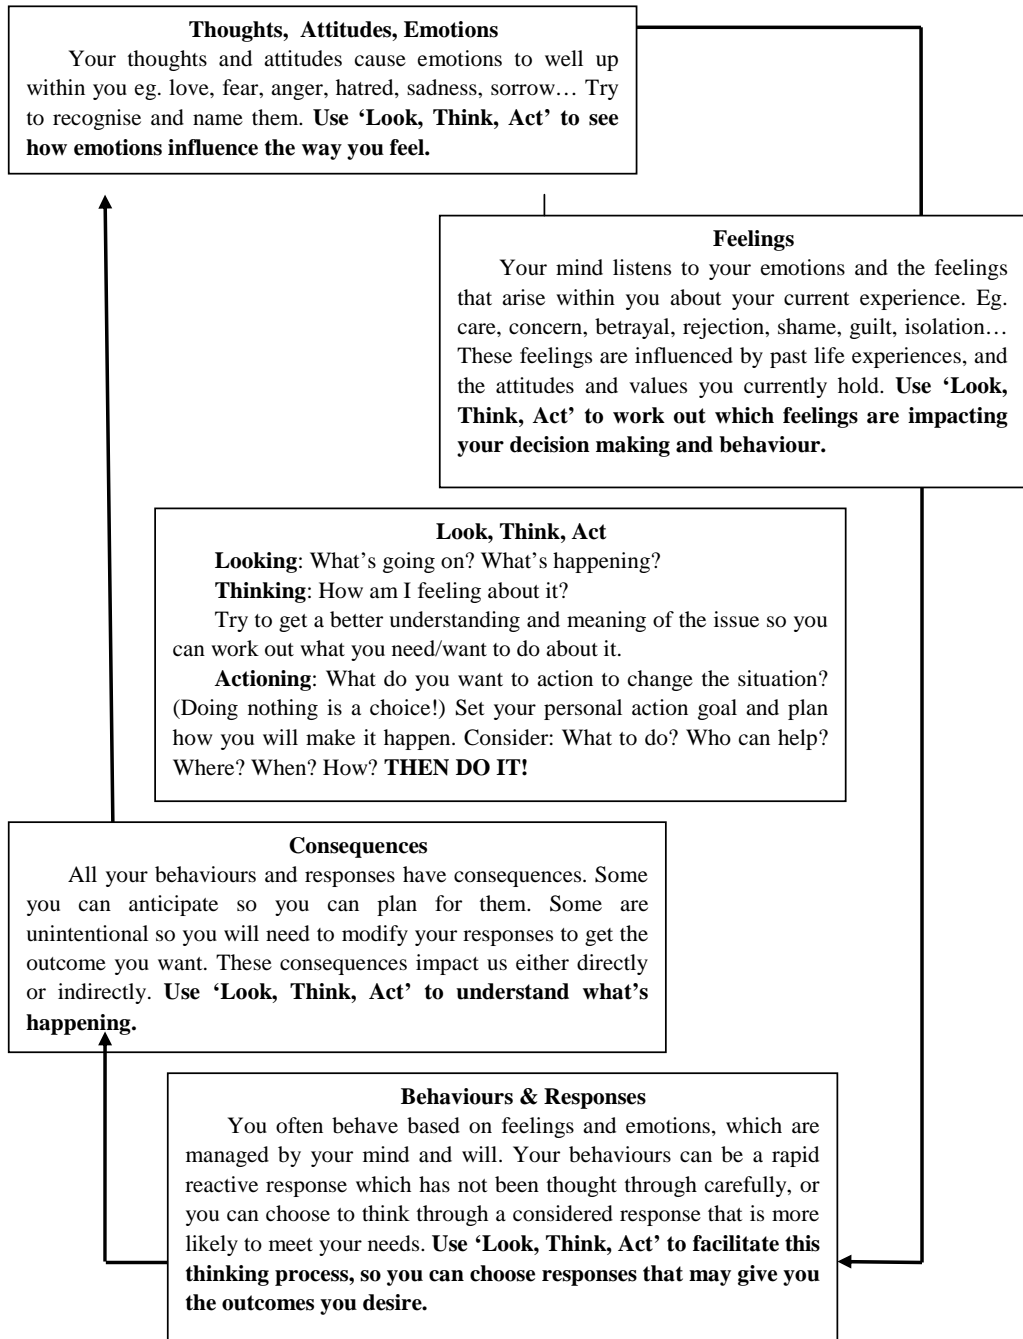 Thoughts,  Attitudes, Emotions
Your thoughts and attitudes cause emotions to well up
within you eg. love, fear, anger, hatred, sadness, sorrow… Try
to recognise and name them. Use ‘Look, Think, Act’ to see
how emotions influence the way you feel.
Feelings
Your mind listens to your emotions and the feelings
that arise within you about your current experience. Eg.
care, concern, betrayal, rejection, shame, guilt, isolation…
These feelings are influenced by past life experiences, and
the attitudes and values you currently hold. Use ‘Look,
Think, Act’ to work out which feelings are impacting
your decision making and behaviour.
Look, Think, Act
Looking: What’s going on? What’s happening?
Thinking: How am I feeling about it?
Try to get a better understanding and meaning of the issue so you
can work out what you need/want to do about it.
Actioning: What do you want to action to change the situation?
(Doing nothing is a choice!) Set your personal action goal and plan
how you will make it happen. Consider: What to do? Who can help?
Where? When? How? THEN DO IT!
Consequences
All your behaviours and responses have consequences. Some
you can anticipate so you can plan for them. Some are
unintentional so you will need to modify your responses to get the
outcome you want. These consequences impact us either directly
or indirectly. Use ‘Look, Think, Act’ to understand what’s
happening.
Behaviours & Responses
You often behave based on feelings and emotions, which are
managed by your mind and will. Your behaviours can be a rapid
reactive response which has not been thought through carefully, or
you can choose to think through a considered response that is more
likely to meet your needs. Use ‘Look, Think, Act’ to facilitate this
thinking process, so you can choose responses that may give you
the outcomes you desire.